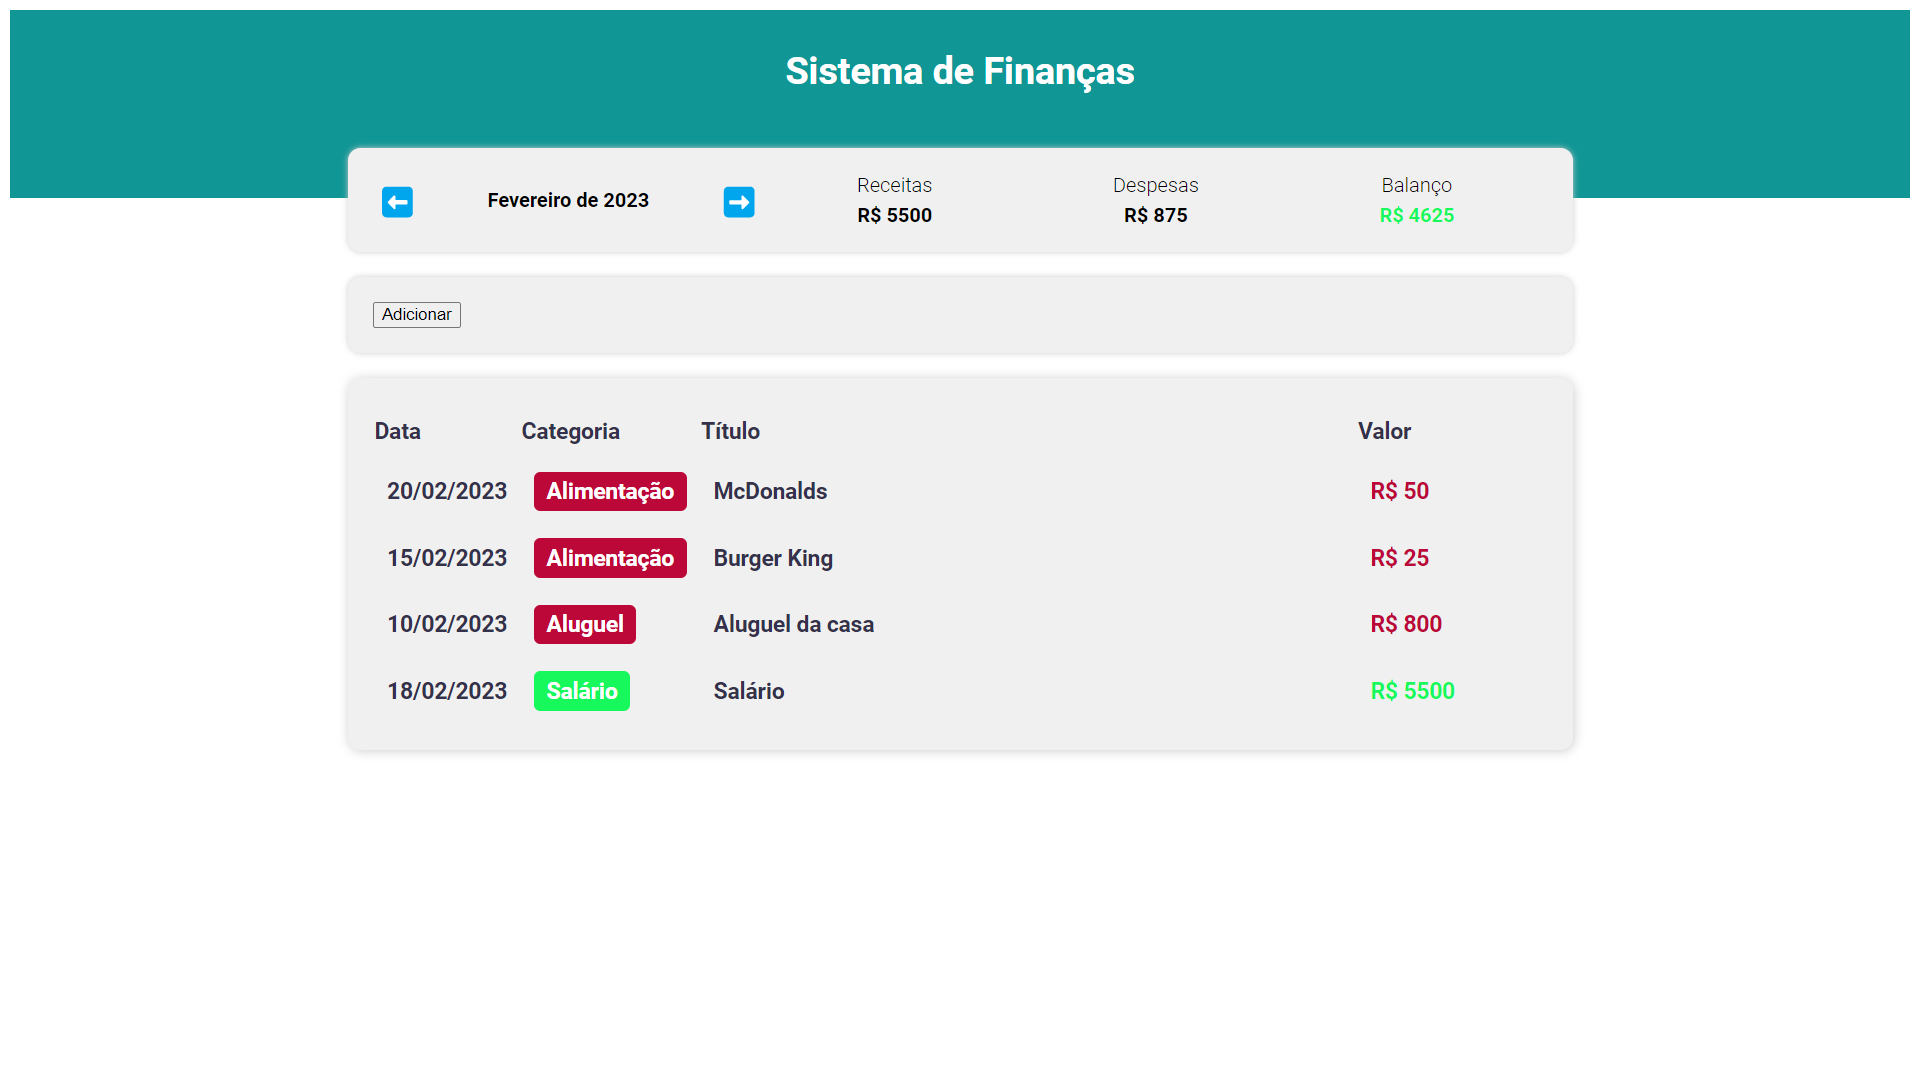 Sistema de Finanças
Fevereiro de 2023
Receitas
R$ 5500
Despesas
R$ 875
Balanço
R$ 4625
Adicionar
Data Categoria Título Valor
20/02/2023 Alimentação McDonalds R$ 50
15/02/2023 Alimentação Burger King R$ 25
10/02/2023 Aluguel Aluguel da casa R$ 800
18/02/2023 Salário Salário R$ 5500